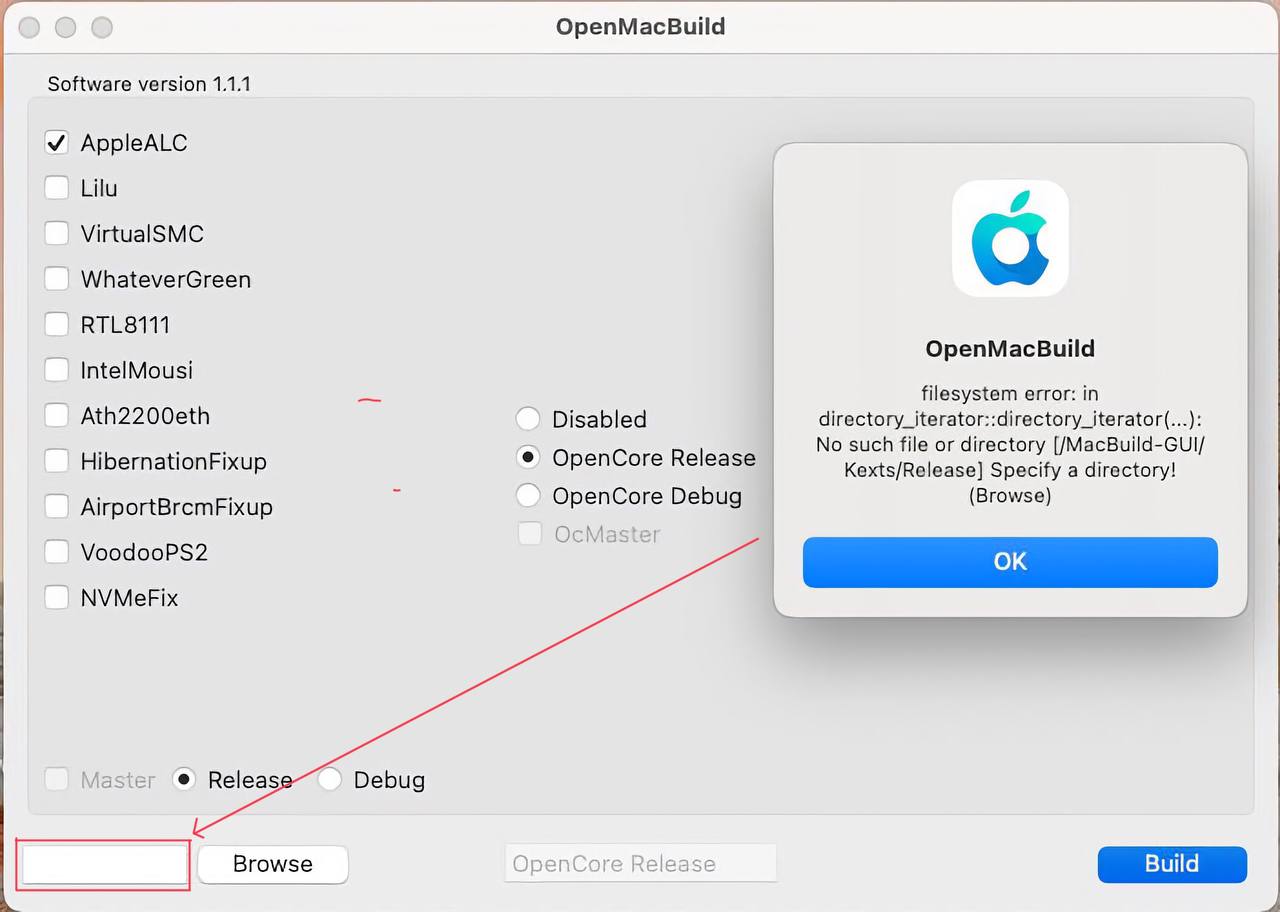 OpenMacBuild
Software version 1.1.1
AppleALC
Lilu
VirtualSMC
WhateverGreen
RTL8111
IntelMousi
Ath2200eth
HibernationFixup
AirportBrcmFixup
VoodooPS2
NVMeFix
Disabled
OpenCore Release
OpenCore Debug
OcMaster
OpenMacBuild
filesystem error: in
directory_iterator::directory_iterator(...):
No such file or directory [/MacBuild-GUI/
Kexts/Release] Specify a directory!
(Browse)
OK
Master Release Debug
Browse
OpenCore Release
Build